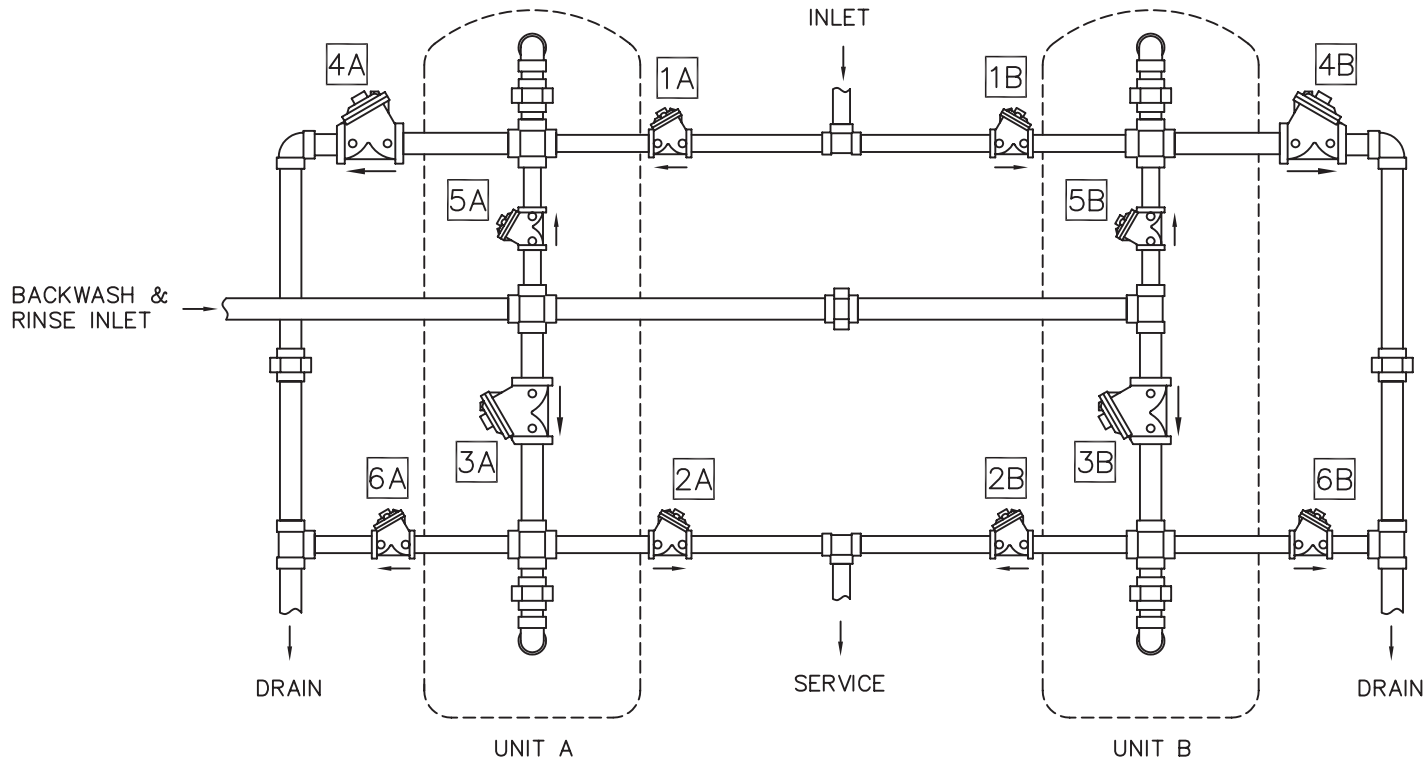 INLET
4A
1A
1B
4B
5A
5B
BACKWASH &
RINSE INLET
3A
3B
6A
2A
2B
6B
DRAIN
SERVICE
DRAIN
UNIT A
UNIT B